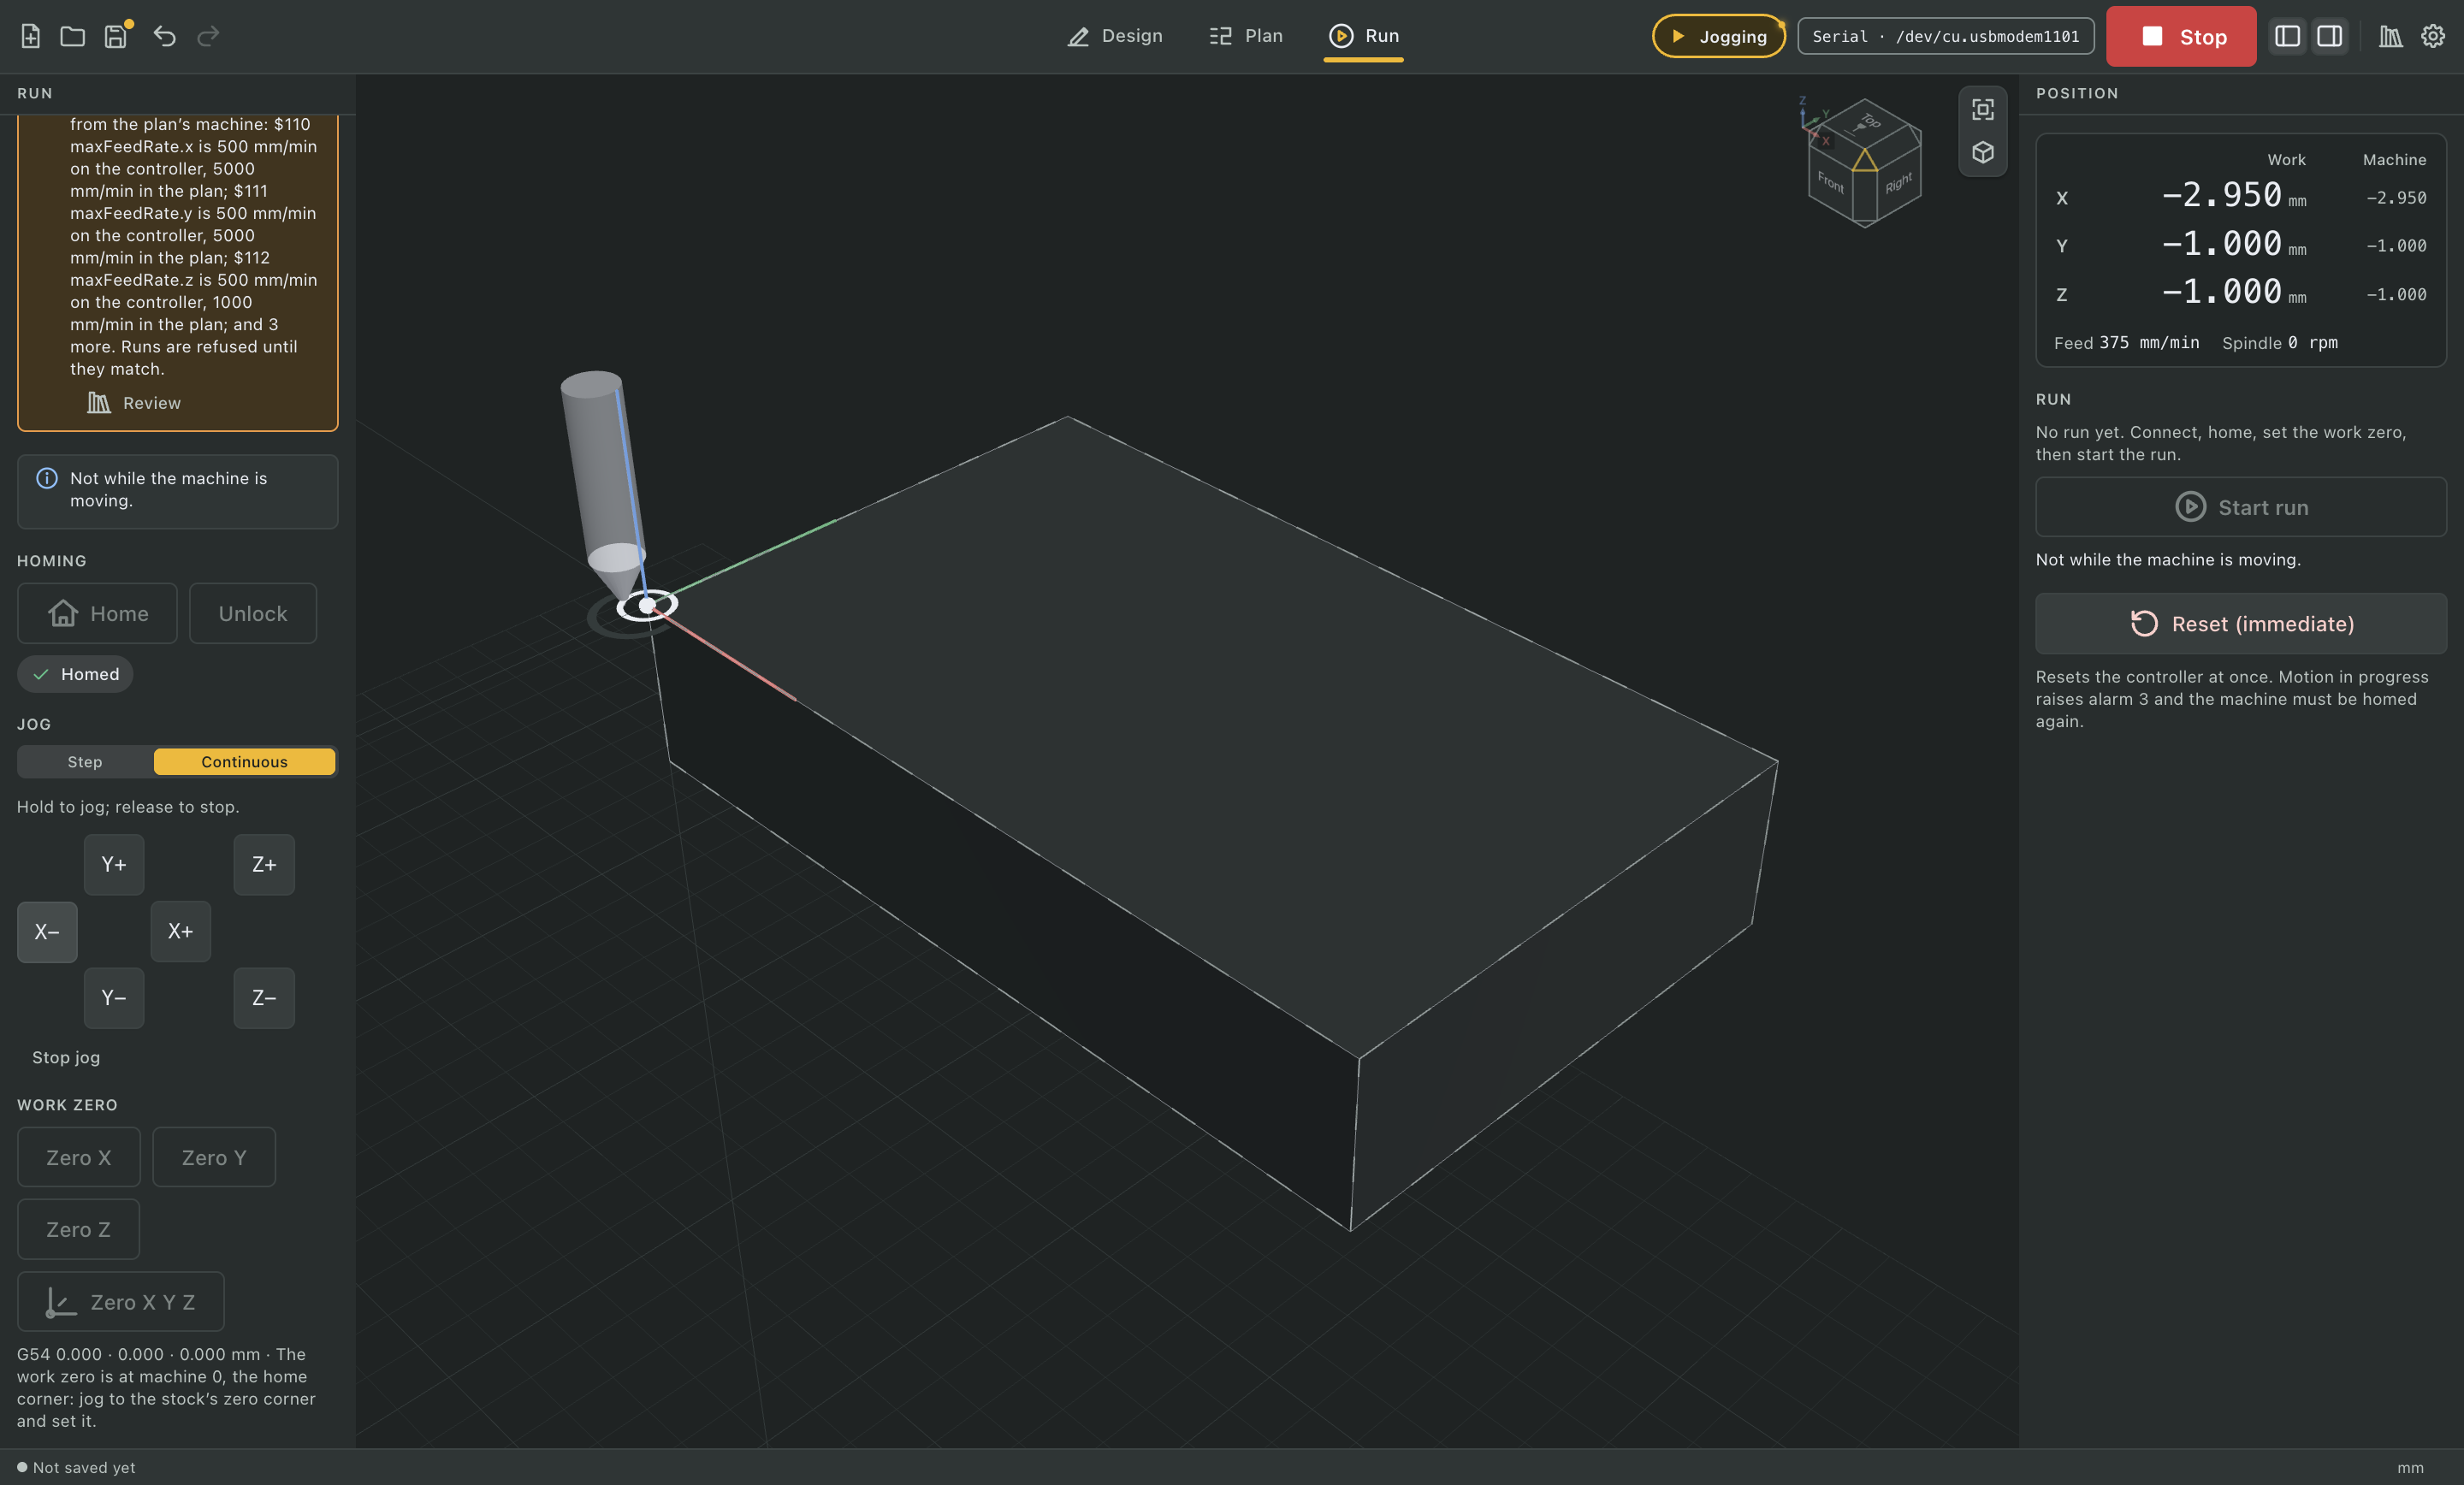 Design
Plan
Run
Jogging
Serial · /dev/cu.usbmodem1101
Stop
RUN
from the plan's machine: $110
maxFeedRate.x is 500 mm/min
on the controller, 5000
mm/min in the plan; $111
maxFeedRate.y is 500 mm/min
on the controller, 5000
mm/min in the plan; $112
maxFeedRate.z is 500 mm/min
on the controller, 1000
mm/min in the plan; and 3
more. Runs are refused until
they match.
Review
Not while the machine is
moving.
HOMING
Home
Unlock
Homed
JOG
Step
Continuous
Hold to jog; release to stop.
Y+
Z+
X−
X+
Y−
Z−
Stop jog
WORK ZERO
Zero X
Zero Y
Zero Z
Zero X Y Z
G54 0.000 · 0.000 · 0.000 mm · The
work zero is at machine 0, the home
corner: jog to the stock's zero corner
and set it.
Z
Y
X
Top
Front
Right
POSITION
Work
Machine
X −2.950 mm −2.950
Y −1.000 mm −1.000
Z −1.000 mm −1.000
Feed 375 mm/min Spindle 0 rpm
RUN
No run yet. Connect, home, set the work zero,
then start the run.
Start run
Not while the machine is moving.
Reset (immediate)
Resets the controller at once. Motion in progress
raises alarm 3 and the machine must be homed
again.
Not saved yet
mm